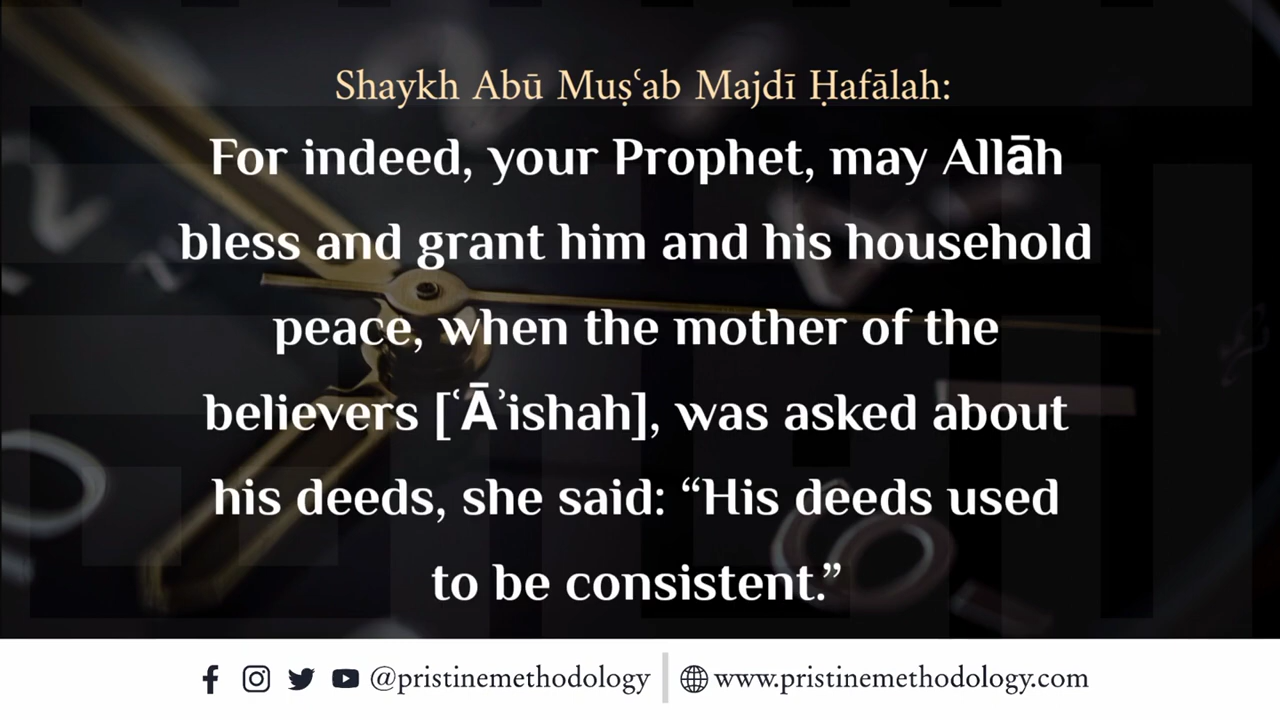 Shaykh Abū Muṣʿab Majdī Ḥafālah:
For indeed, your Prophet, may Allāh
bless and grant him and his household
peace, when the mother of the
believers [ʿĀʾishah], was asked about
his deeds, she said: “His deeds used
to be consistent.”
@pristinemethodology www.pristinemethodology.com